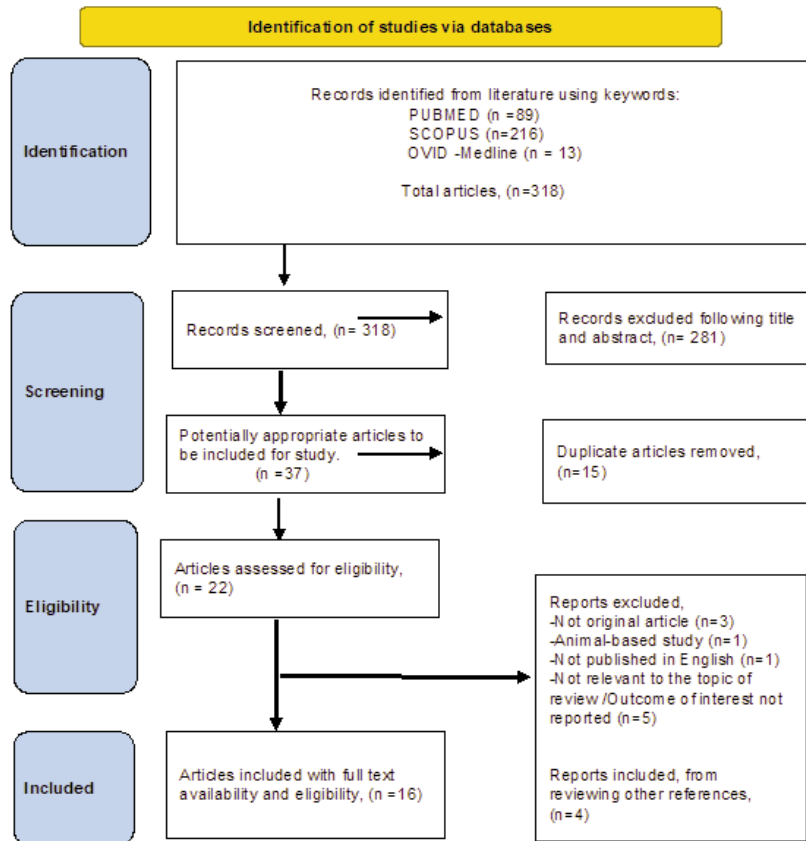 Identification of studies via databases
Identification
Records identified from literature using keywords:
PUBMED (n =89)
SCOPUS (n=216)
OVID -Medline (n = 13)
Total articles, (n=318)
Screening
Records screened, (n= 318)
Records excluded following title
and abstract, (n= 281)
Potentially appropriate articles to
be included for study.
(n =37)
Duplicate articles removed,
(n=15)
Eligibility
Articles assessed for eligibility,
(n = 22)
Reports excluded,
-Not original article (n=3)
-Animal-based study (n=1)
-Not published in English (n=1)
-Not relevant to the topic of
review /Outcome of interest not
reported (n=5)
Reports included, from
reviewing other references,
(n=4)
Included
Articles included with full text
availability and eligibility, (n =16)